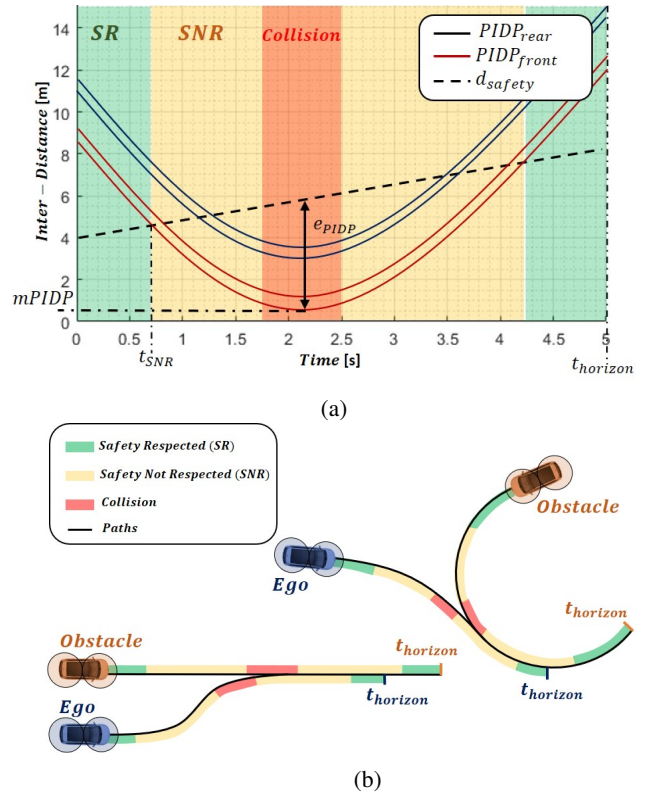 SR SNR Collision
PIDP_rear
PIDP_front
d_safety
Inter − Distance [m]
14
12
10
8
6
4
2
0
e_PIDP
mPIDP
0 0.5 1 1.5 2 2.5 3 3.5 4 4.5 5
t_SNR
Time [s]
t_horizon
(a)
Safety Respected (SR)
Safety Not Respected (SNR)
Collision
Paths
Obstacle
Ego
t_horizon
t_horizon
Obstacle
t_horizon
Ego
t_horizon
(b)